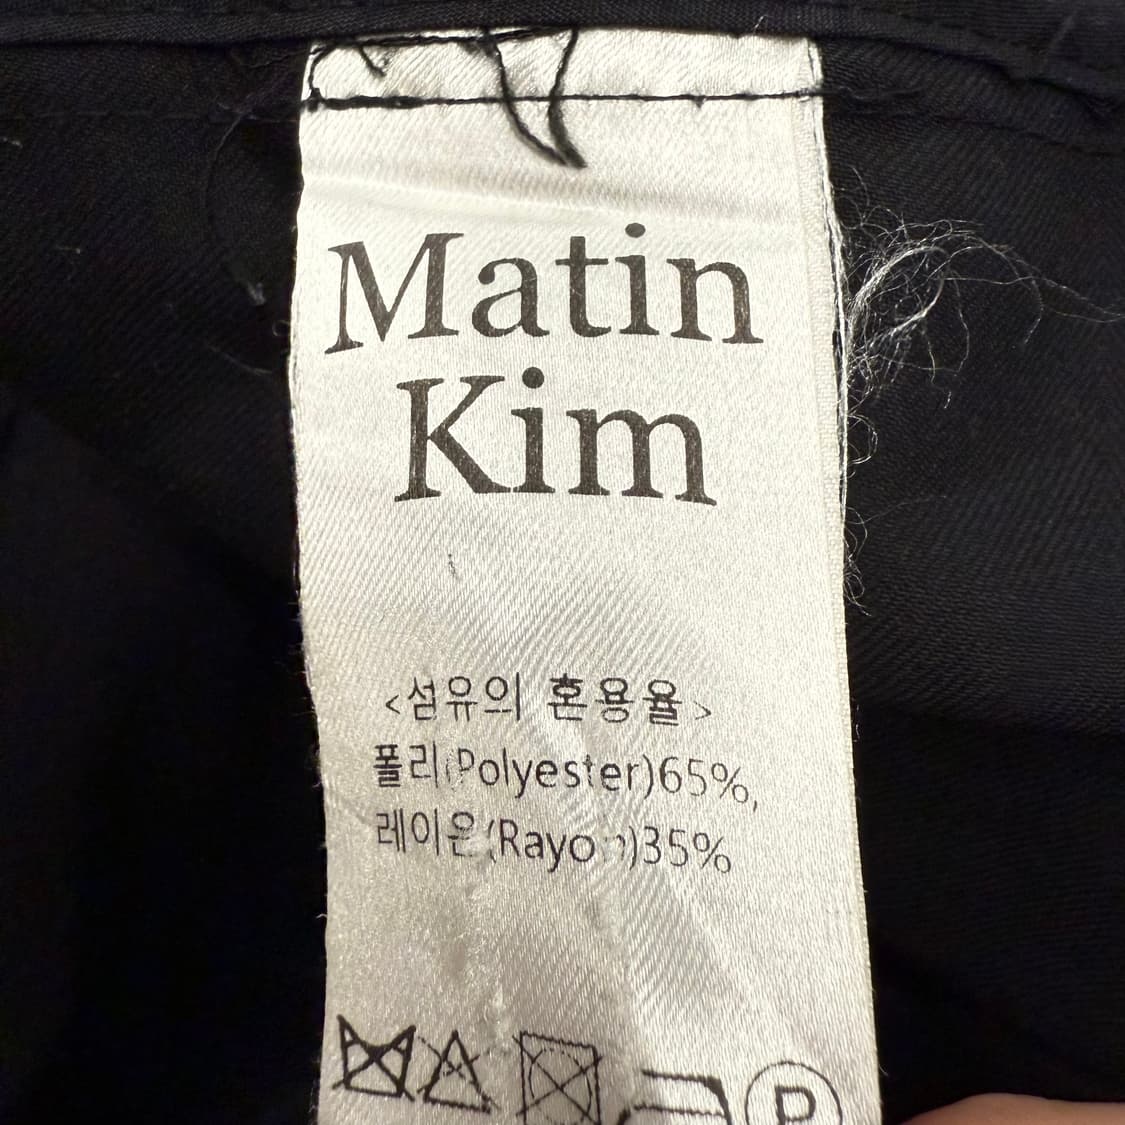 Matin
Kim
<섬유의 혼용율>
폴리(Polyester)65%,
레이온(Rayon)35%
P